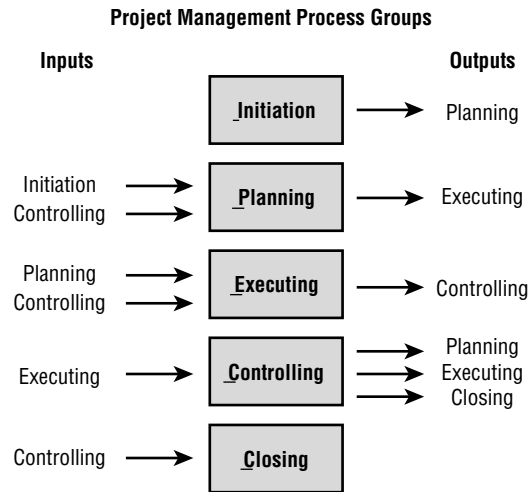 Project Management Process Groups
Inputs
Outputs
Initiation
Planning
Initiation
Controlling
Planning
Executing
Planning
Controlling
Executing
Controlling
Executing
Controlling
Planning
Executing
Closing
Controlling
Closing